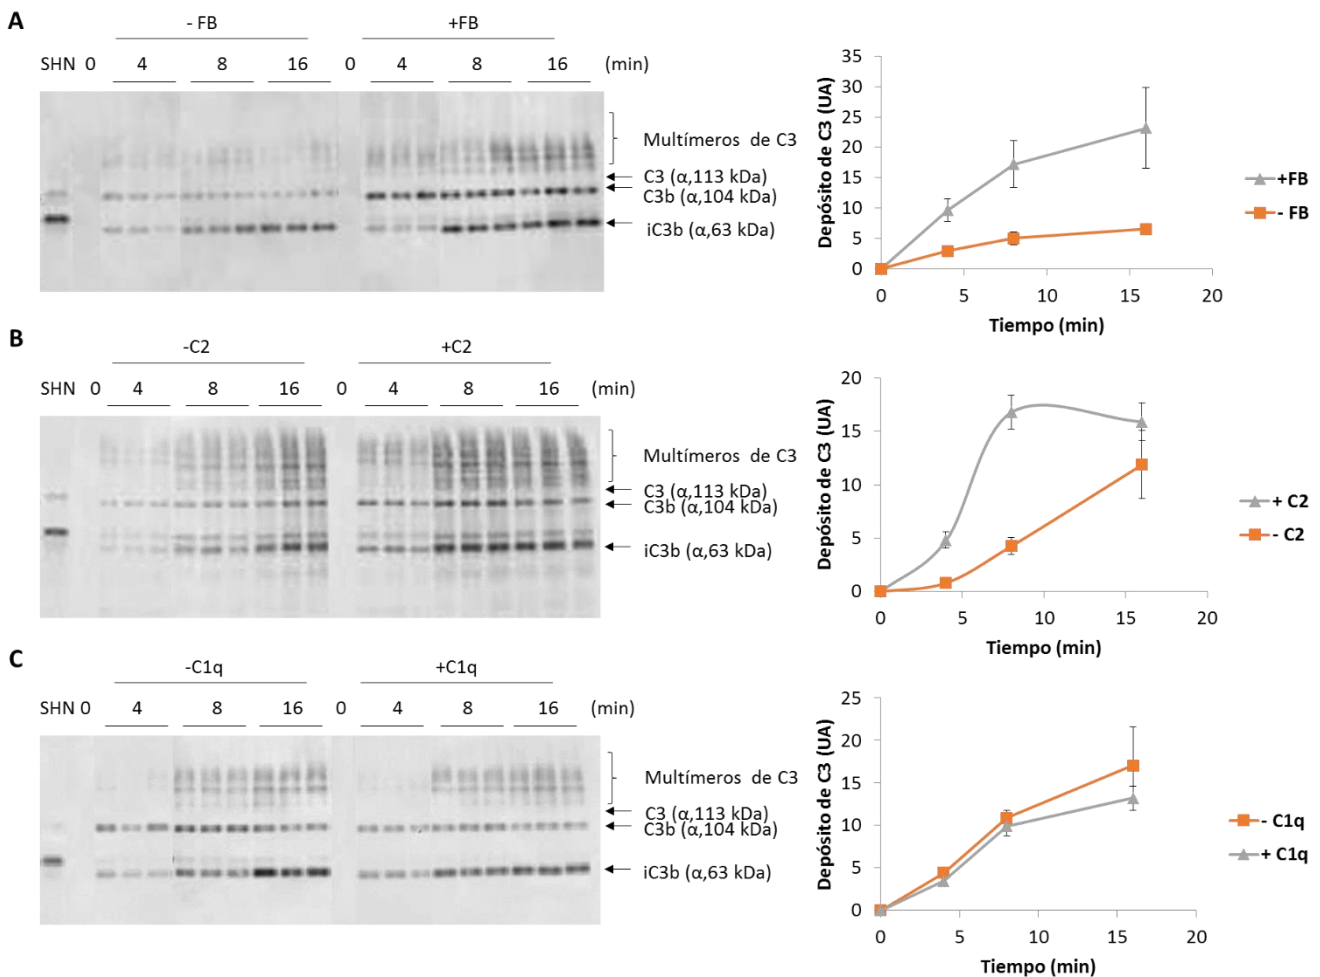 A
- FB
+FB
SHN 0 4 8 16 0 4 8 16 (min)
Multímeros de C3
C3 (α,113 kDa)
C3b (α,104 kDa)
iC3b (α,63 kDa)
Depósito de C3 (UA)
35
30
25
20
15
10
5
0
0 5 10 15 20
Tiempo (min)
+FB
- FB
B
-C2
+C2
SHN 0 4 8 16 0 4 8 16 (min)
Multímeros de C3
C3 (α,113 kDa)
C3b (α,104 kDa)
iC3b (α,63 kDa)
Depósito de C3 (UA)
20
15
10
5
0
0 5 10 15 20
Tiempo (min)
+ C2
- C2
C
-C1q
+C1q
SHN 0 4 8 16 0 4 8 16 (min)
Multímeros de C3
C3 (α,113 kDa)
C3b (α,104 kDa)
iC3b (α,63 kDa)
Depósito de C3 (UA)
25
20
15
10
5
0
0 5 10 15 20
Tiempo (min)
- C1q
+ C1q